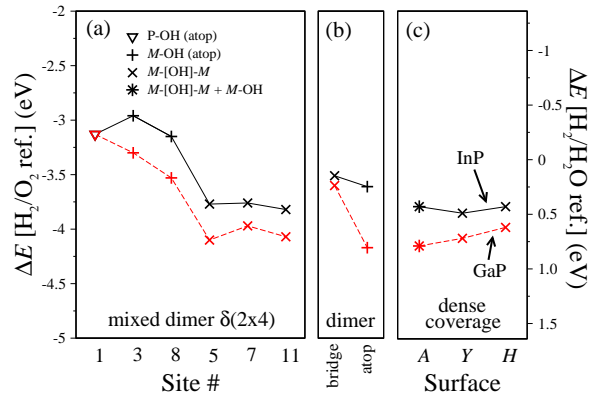 (a)
P-OH (atop)
M-OH (atop)
M-[OH]-M
M-[OH]-M + M-OH
(b)
(c)
-2
-2.5
-3
-3.5
-4
-4.5
-5
ΔE [H2/O2 ref.] (eV)
mixed dimer δ(2x4)
1 3 8 5 7 11
Site #
dimer
bridge
atop
InP
GaP
dense
coverage
A Y H
Surface
-1
-0.5
0
0.5
1.0
1.5
ΔE [H2/H2O ref.] (eV)